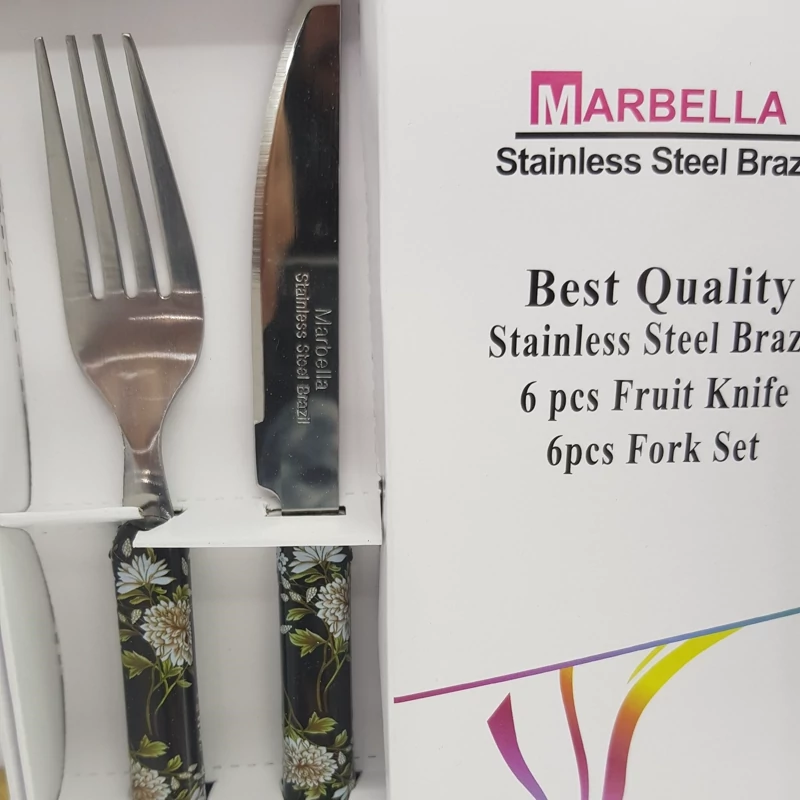 MARBELLA
Stainless Steel Braz
Best Quality
Stainless Steel Braz
6 pcs Fruit Knife
6pcs Fork Set
Marbella
Stainless Steel Brazil